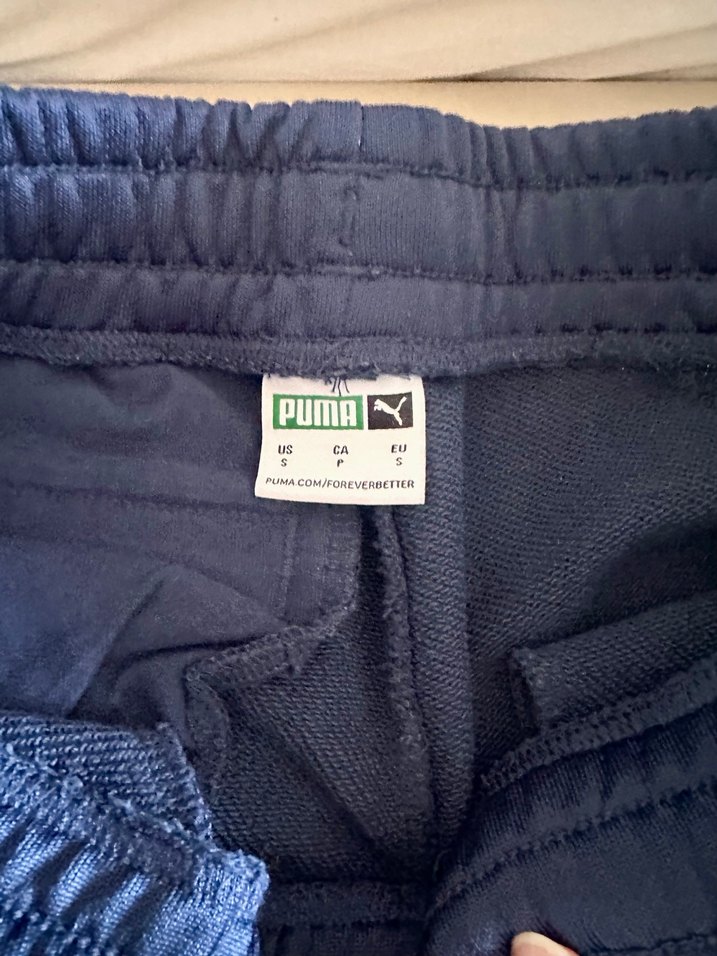 PUMA
US CA EU
S P S
PUMA.COM/FOREVERBETTER